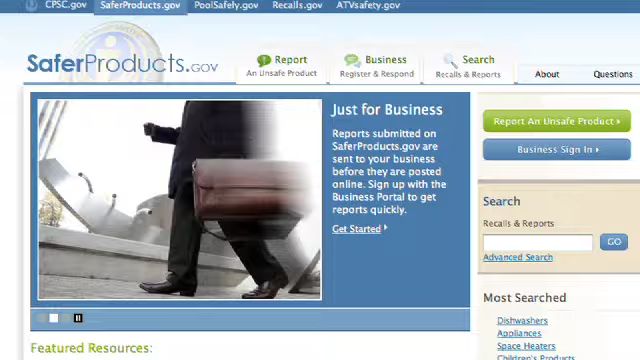 CPSC.gov SaferProducts.gov PoolSafely.gov Recalls.gov ATVsafety.gov
SaferProducts.GOV
Report
An Unsafe Product
Business
Register & Respond
Search
Recalls & Reports
About
Questions
Just for Business
Reports submitted on
SaferProducts.gov are
sent to your business
before they are posted
online. Sign up with the
Business Portal to get
reports quickly.
Get Started
Report An Unsafe Product
Business Sign In
Search
Recalls & Reports
GO
Advanced Search
Most Searched
Dishwashers
Appliances
Space Heaters
Children's Products
Featured Resources: